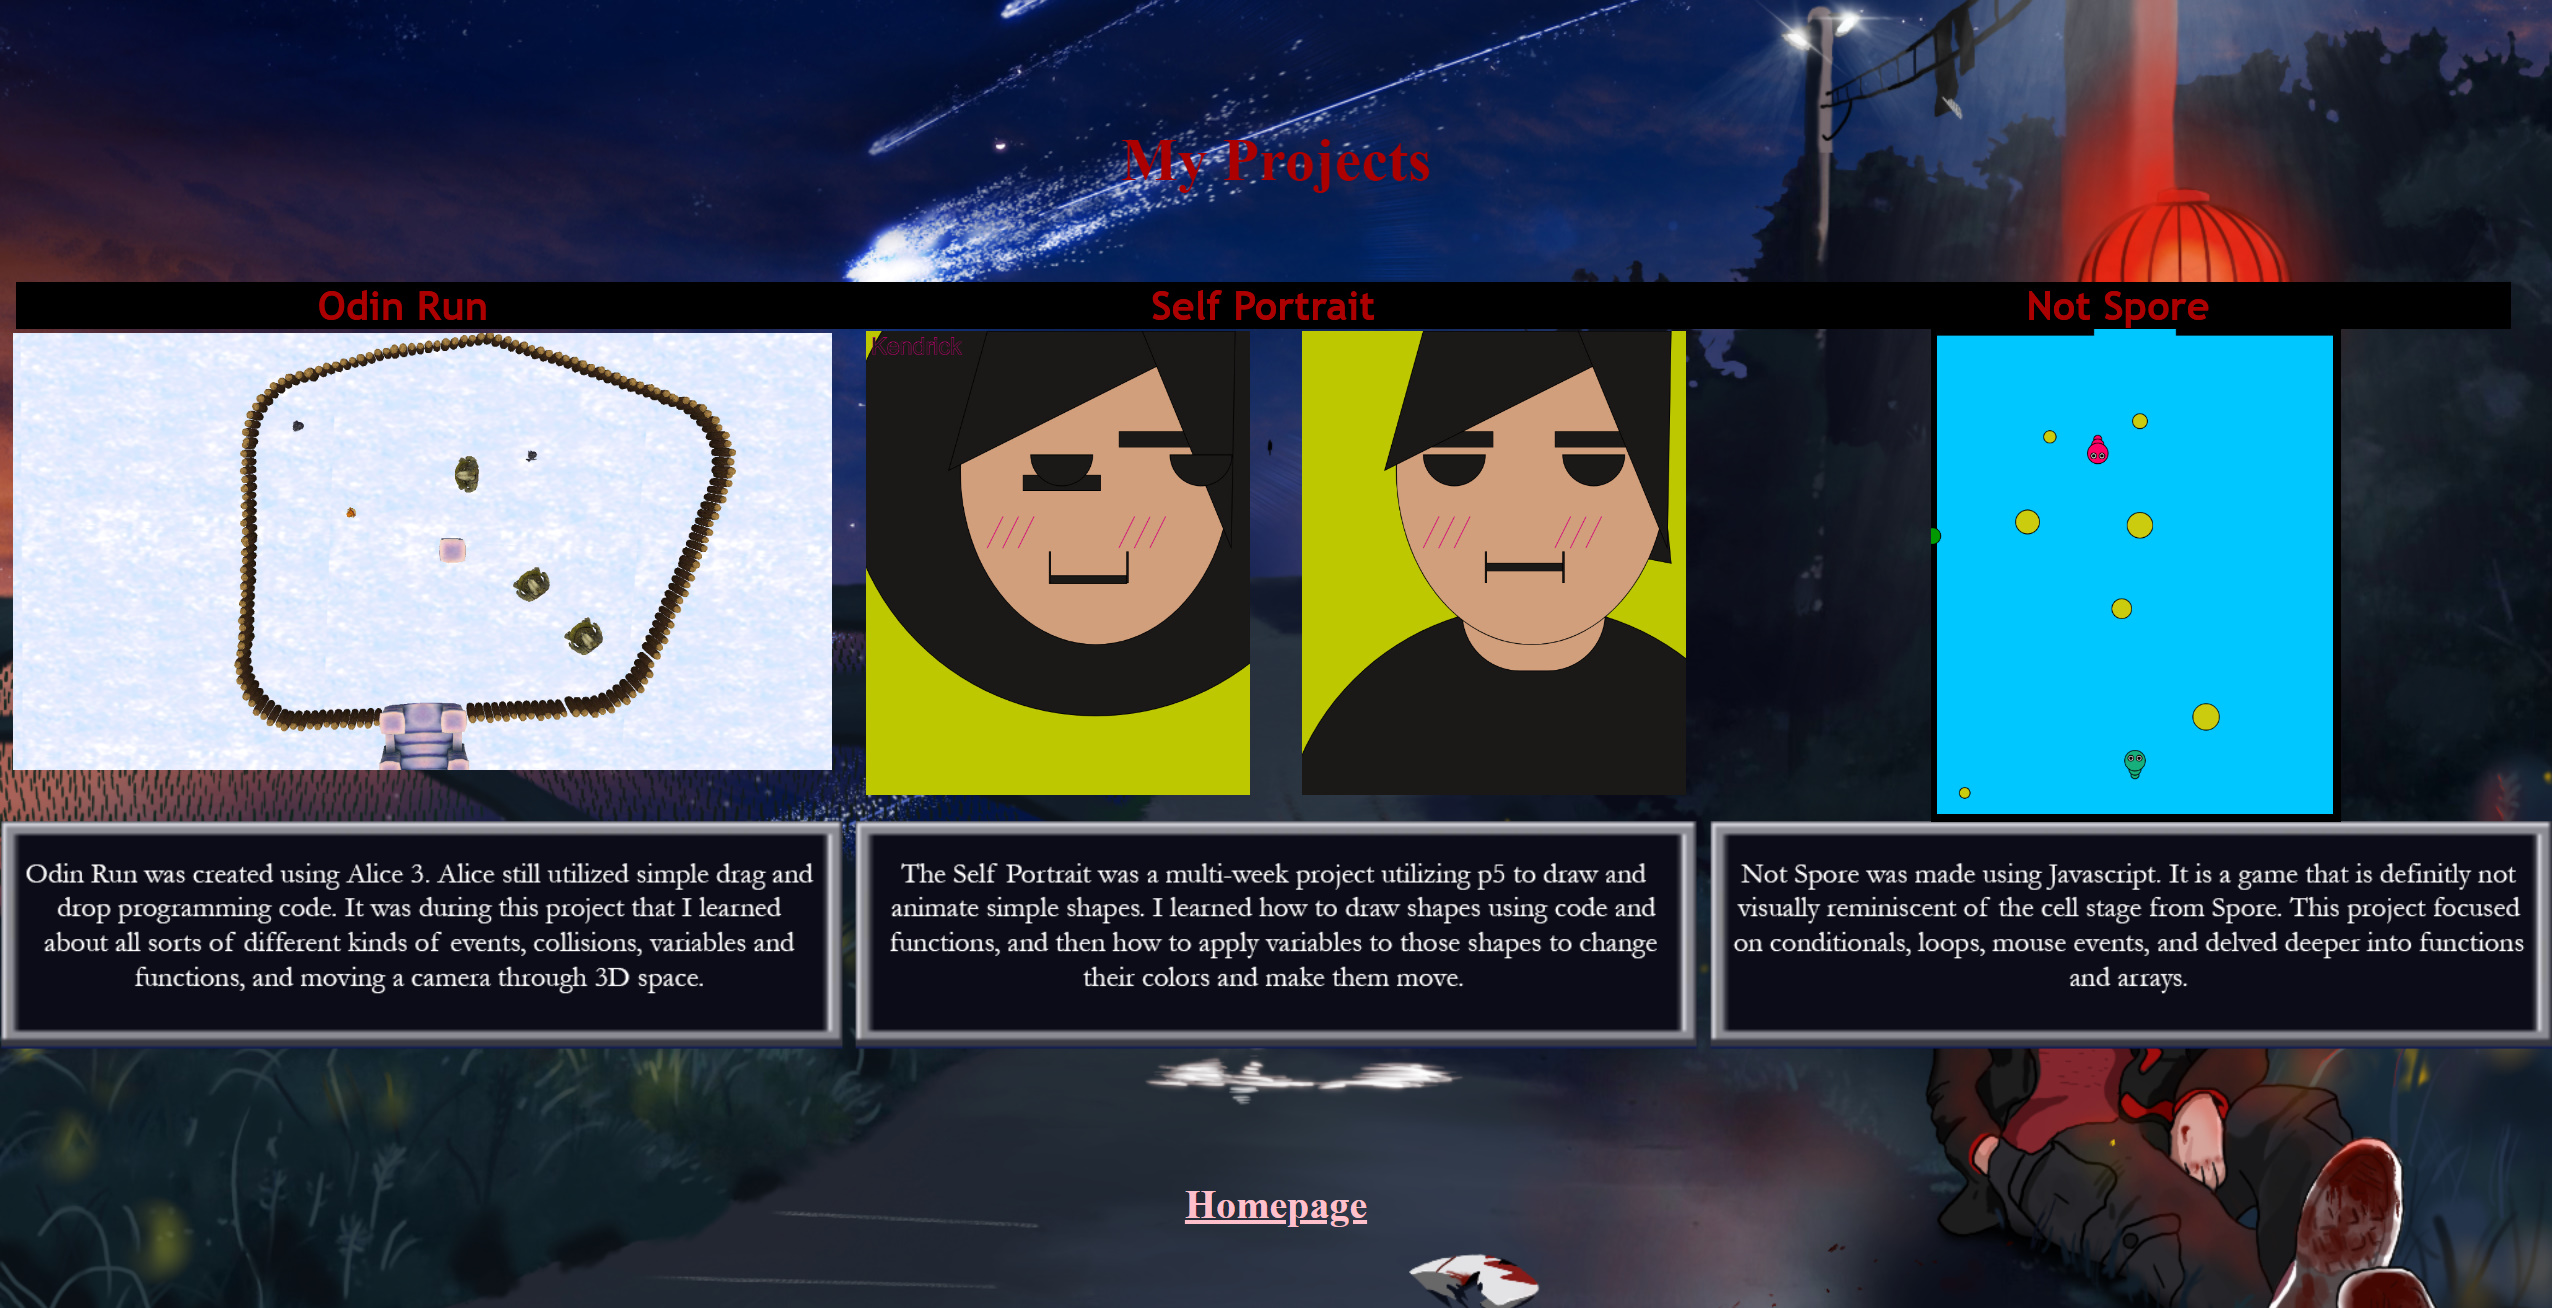 My Projects
Odin Run
Self Portrait
Not Spore
Kendrick
Odin Run was created using Alice 3. Alice still utilized simple drag and
drop programming code. It was during this project that I learned
about all sorts of different kinds of events, collisions, variables and
functions, and moving a camera through 3D space.
The Self Portrait was a multi-week project utilizing p5 to draw and
animate simple shapes. I learned how to draw shapes using code and
functions, and then how to apply variables to those shapes to change
their colors and make them move.
Not Spore was made using Javascript. It is a game that is definitly not
visually reminiscent of the cell stage from Spore. This project focused
on conditionals, loops, mouse events, and delved deeper into functions
and arrays.
Homepage